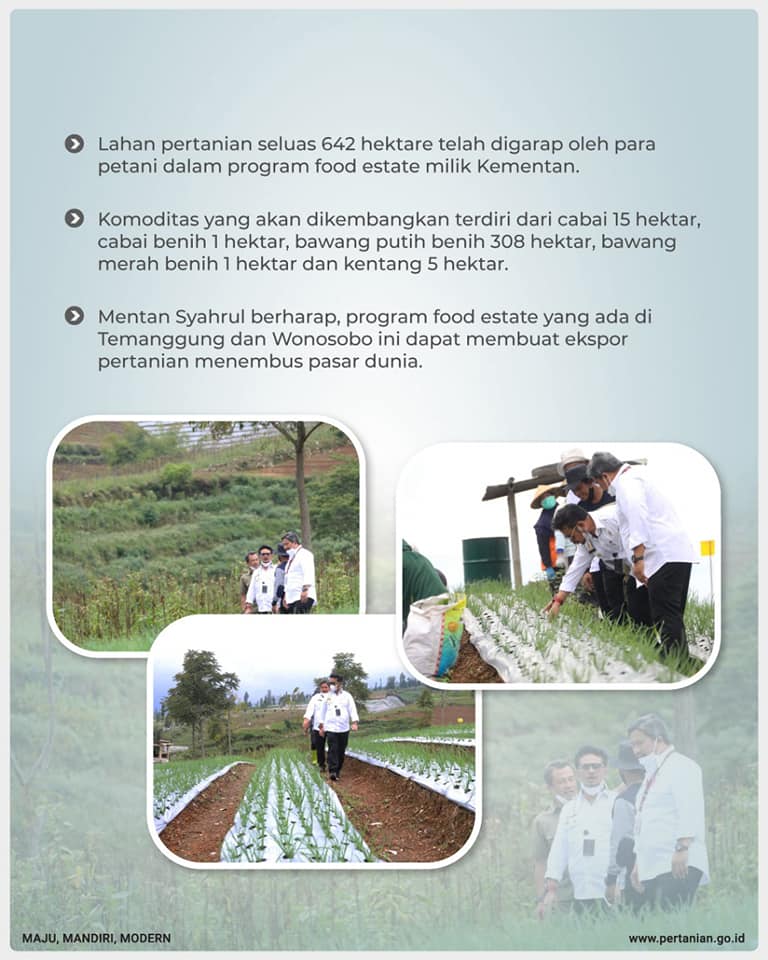 Lahan pertanian seluas 642 hektare telah digarap oleh para
petani dalam program food estate milik Kementan.
Komoditas yang akan dikembangkan terdiri dari cabai 15 hektar,
cabai benih 1 hektar, bawang putih benih 308 hektar, bawang
merah benih 1 hektar dan kentang 5 hektar.
Mentan Syahrul berharap, program food estate yang ada di
Temanggung dan Wonosobo ini dapat membuat ekspor
pertanian menembus pasar dunia.
MAJU, MANDIRI, MODERN
www.pertanian.go.id